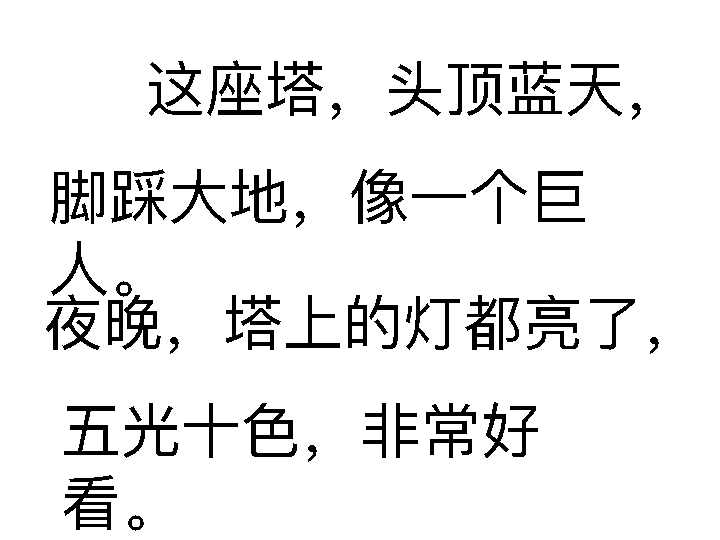 这座塔，头顶蓝天，
脚踩大地，像一个巨
人。
夜晚，塔上的灯都亮了，
五光十色，非常好
看。